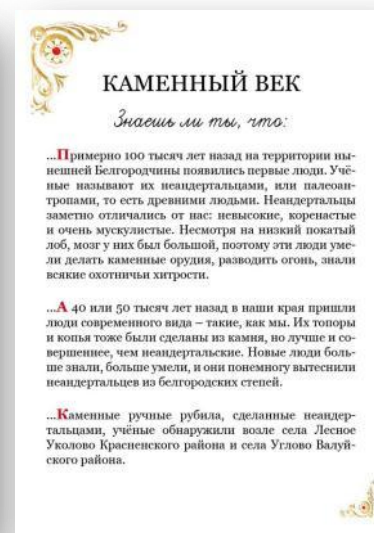 КАМЕННЫЙ ВЕК
Знаешь ли ты, что:
...Примерно 100 тысяч лет назад на территории ны-
нешней Белгородчины появились первые люди. Учё-
ные называют их неандертальцами, или палеоан-
тропами, то есть древними людьми. Неандертальцы
заметно отличались от нас: невысокие, коренастые
и очень мускулистые. Несмотря на низкий покатый
лоб, мозг у них был большой, поэтому эти люди уме-
ли делать каменные орудия, разводить огонь, знали
всякие охотничьи хитрости.
...А 40 или 50 тысяч лет назад в наши края пришли
люди современного вида – такие, как мы. Их топоры
и копья тоже были сделаны из камня, но лучше и со-
вершеннее, чем неандертальские. Новые люди боль-
ше знали, больше умели, и они понемногу вытеснили
неандертальцев из белгородских степей.
...Каменные ручные рубила, сделанные неандер-
тальцами, учёные обнаружили возле села Лесное
Уколово Красненского района и села Углово Валуй-
ского района.